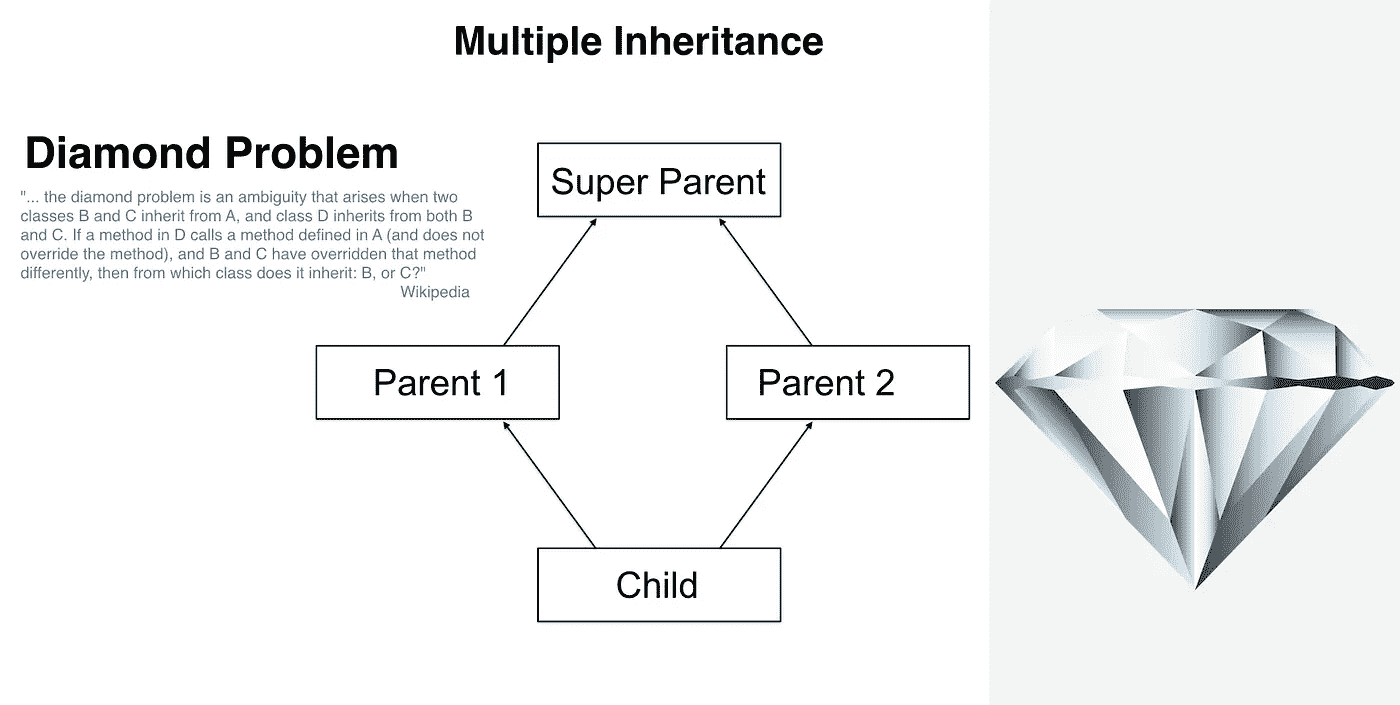 Multiple Inheritance
Diamond Problem
"... the diamond problem is an ambiguity that arises when two
classes B and C inherit from A, and class D inherits from both B
and C. If a method in D calls a method defined in A (and does not
override the method), and B and C have overridden that method
differently, then from which class does it inherit: B, or C?"
Wikipedia
Super Parent
Parent 1
Parent 2
Child